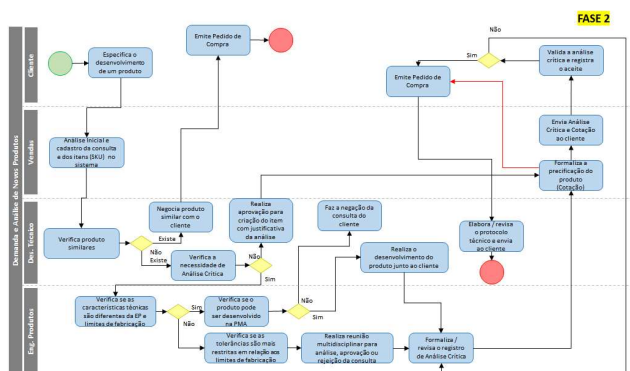 FASE 2
Demanda e Análise de Novos Produtos
Cliente
Especifica o
desenvolvimento
de um produto
Emite Pedido de
Compra
Emite Pedido de
Compra
Sim
Não
Valida a análise
crítica e registra
o aceite
Vendas
Análise Inicial e
cadastro da consulta
e dos itens (SKU) no
sistema
Envia Análise
Crítica e Cotação
ao cliente
Formaliza a
precificação do
produto
(Cotação)
Des. Técnico
Verifica produto
similares
Existe
Não
Existe
Negocia produto
similar com o
cliente
Verifica a
necessidade de
Análise Crítica
Não
Sim
Realiza
aprovação para
criação do item
com justificativa
da análise
Faz a negação da
consulta do
cliente
Realiza o
desenvolvimento do
produto junto ao cliente
Elabora / revisa
o protocolo
técnico e envia
ao cliente
Eng. Produtos
Verifica se as
características técnicas
são diferentes da EP e
limites de fabricação
Sim
Não
Verifica se o
produto pode
ser desenvolvido
na PMA
Não
Sim
Verifica se as
tolerâncias são mais
restritas em relação aos
limites de fabricação
Realiza reunião
multidisciplinar para
análise, aprovação ou
rejeição da consulta
Formaliza /
revisa o registro
de Análise Crítica